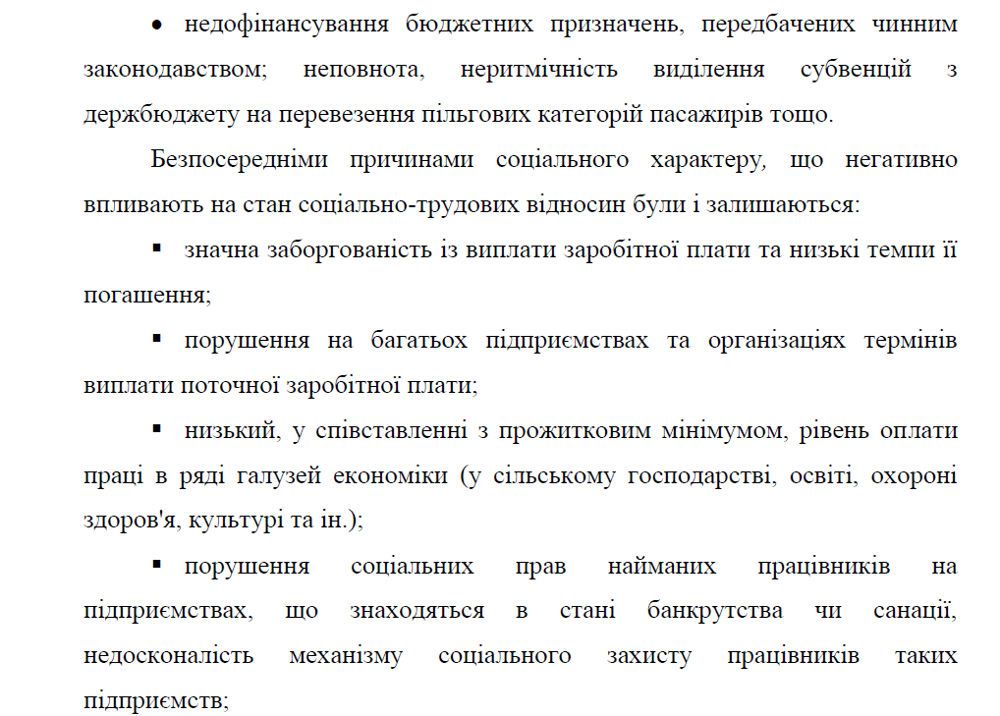 • недофінансування бюджетних призначень, передбачених чинним
законодавством; неповнота, неритмічність виділення субвенцій з
держбюджету на перевезення пільгових категорій пасажирів тощо.
Безпосередніми причинами соціального характеру, що негативно
впливають на стан соціально-трудових відносин були і залишаються:
▪ значна заборгованість із виплати заробітної плати та низькі темпи її
погашення;
▪ порушення на багатьох підприємствах та організаціях термінів
виплати поточної заробітної плати;
▪ низький, у співставленні з прожитковим мінімумом, рівень оплати
праці в ряді галузей економіки (у сільському господарстві, освіті, охороні
здоров'я, культурі та ін.);
▪ порушення соціальних прав найманих працівників на
підприємствах, що знаходяться в стані банкрутства чи санації,
недосконалість механізму соціального захисту працівників таких
підприємств;